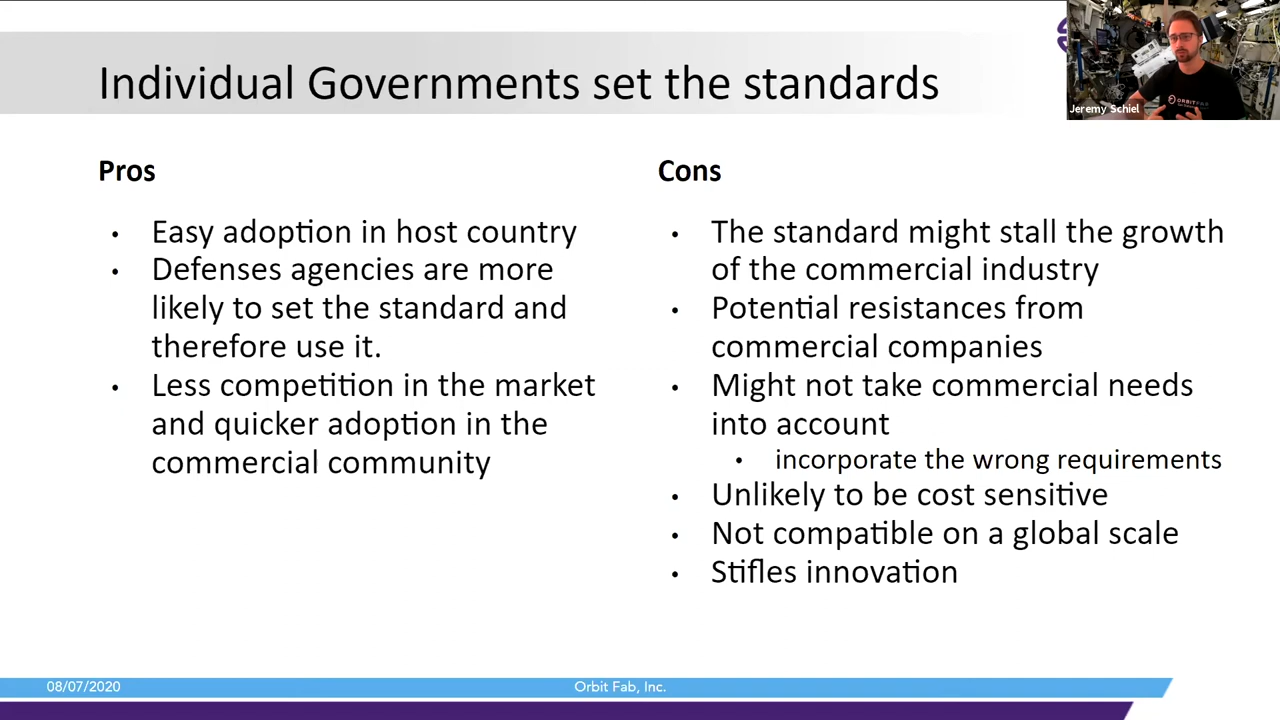 Individual Governments set the standards
ORBITFAB
Jeremy Schiel
Pros
• Easy adoption in host country
• Defenses agencies are more
likely to set the standard and
therefore use it.
• Less competition in the market
and quicker adoption in the
commercial community
Cons
• The standard might stall the growth
of the commercial industry
• Potential resistances from
commercial companies
• Might not take commercial needs
into account
• incorporate the wrong requirements
• Unlikely to be cost sensitive
• Not compatible on a global scale
• Stifles innovation
08/07/2020
Orbit Fab, Inc.